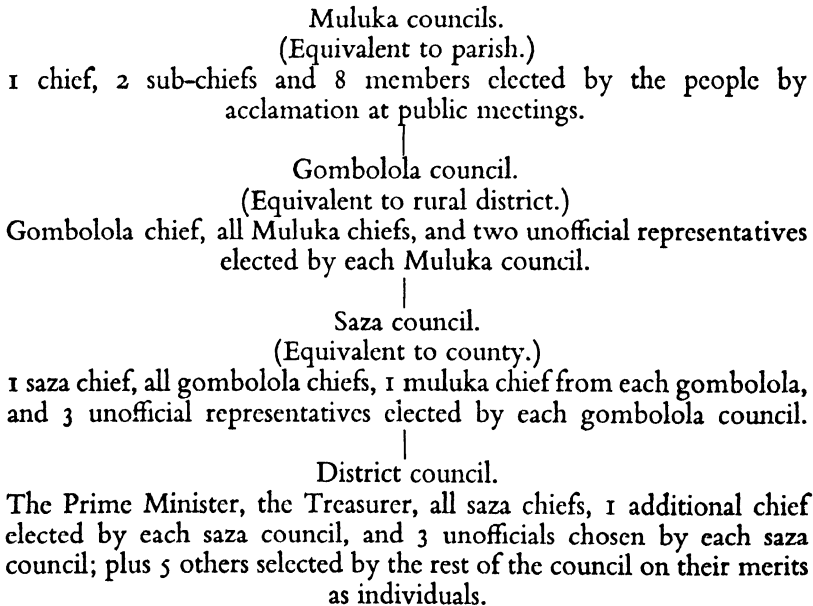 Muluka councils.
(Equivalent to parish.)
1 chief, 2 sub-chiefs and 8 members elected by the people by
acclamation at public meetings.
Gombolola council.
(Equivalent to rural district.)
Gombolola chief, all Muluka chiefs, and two unofficial representatives
elected by each Muluka council.
Saza council.
(Equivalent to county.)
1 saza chief, all gombolola chiefs, 1 muluka chief from each gombolola,
and 3 unofficial representatives elected by each gombolola council.
District council.
The Prime Minister, the Treasurer, all saza chiefs, 1 additional chief
elected by each saza council, and 3 unofficials chosen by each saza
council; plus 5 others selected by the rest of the council on their merits
as individuals.